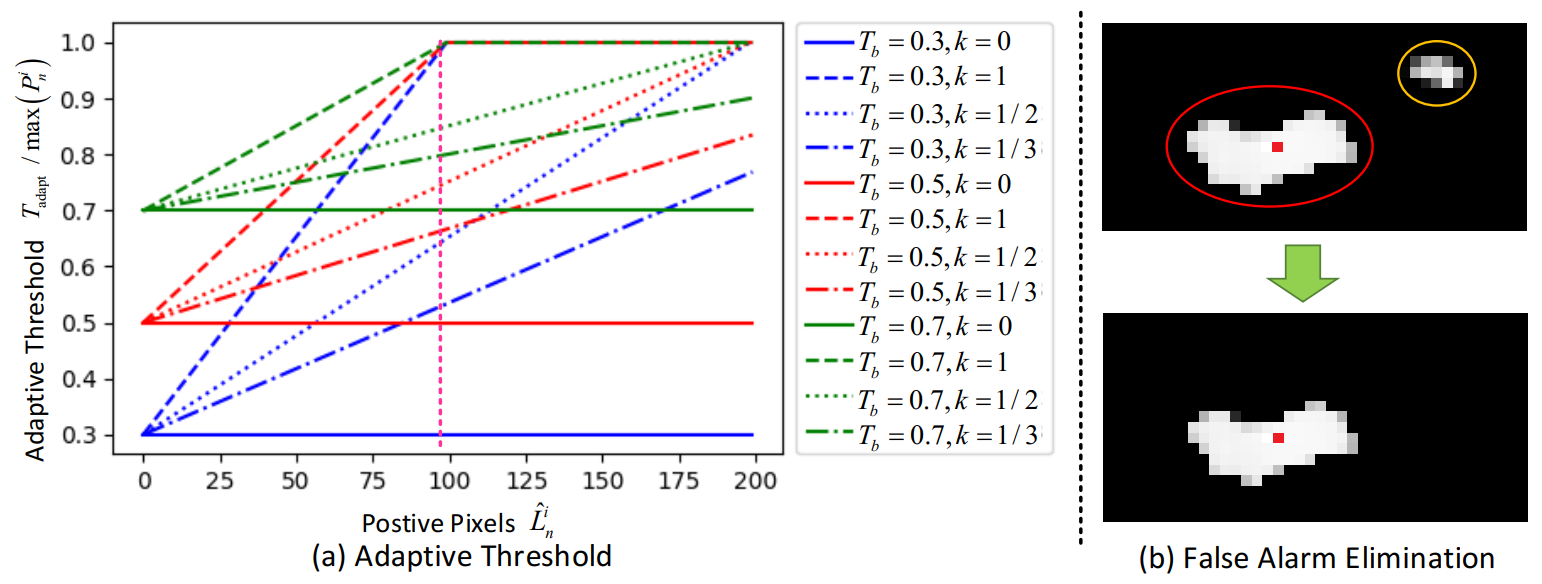 Adaptive Threshold T_adapt / max(P_n^i)
1.0
0.9
0.8
0.7
0.6
0.5
0.4
0.3
0 25 50 75 100 125 150 175 200
Postive Pixels L̂_n^i
(a) Adaptive Threshold
T_b = 0.3, k = 0
T_b = 0.3, k = 1
T_b = 0.3, k = 1/2
T_b = 0.3, k = 1/3
T_b = 0.5, k = 0
T_b = 0.5, k = 1
T_b = 0.5, k = 1/2
T_b = 0.5, k = 1/3
T_b = 0.7, k = 0
T_b = 0.7, k = 1
T_b = 0.7, k = 1/2
T_b = 0.7, k = 1/3
(b) False Alarm Elimination